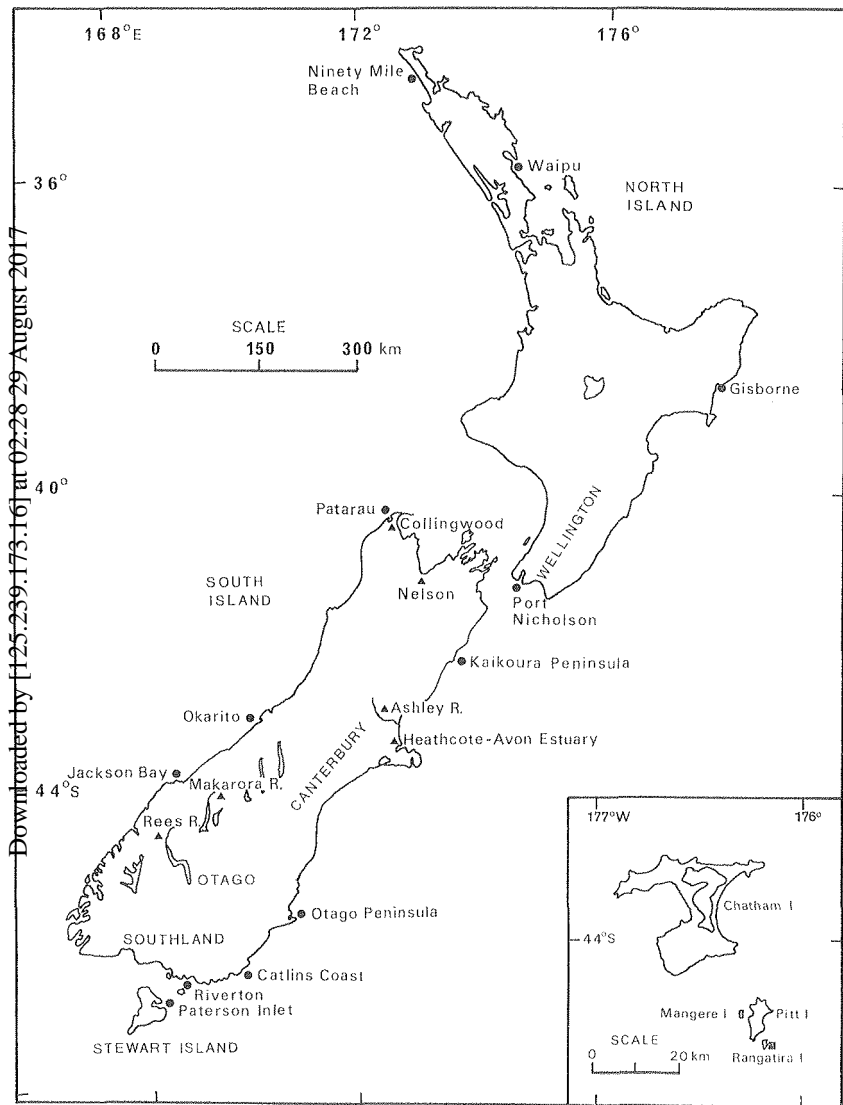 168°E
172°
176°
Ninety Mile
Beach
Waipu
36°
NORTH
ISLAND
SCALE
0 150 300 km
Gisborne
40°
Patarau
Collingwood
WELLINGTON
SOUTH
ISLAND
Nelson
Port
Nicholson
Kaikoura Peninsula
Okarito
Ashley R.
Heathcote-Avon Estuary
CANTERBURY
Jackson Bay
Makarora R.
44°S
Rees R.
OTAGO
Otago Peninsula
SOUTHLAND
Catlins Coast
Riverton
Paterson Inlet
STEWART ISLAND
177°W
176°
Chatham I
44°S
Mangere I
Pitt I
SCALE
Rangatira I
0 20 km
Downloaded by [125.239.173.16] at 02:28 29 August 2017